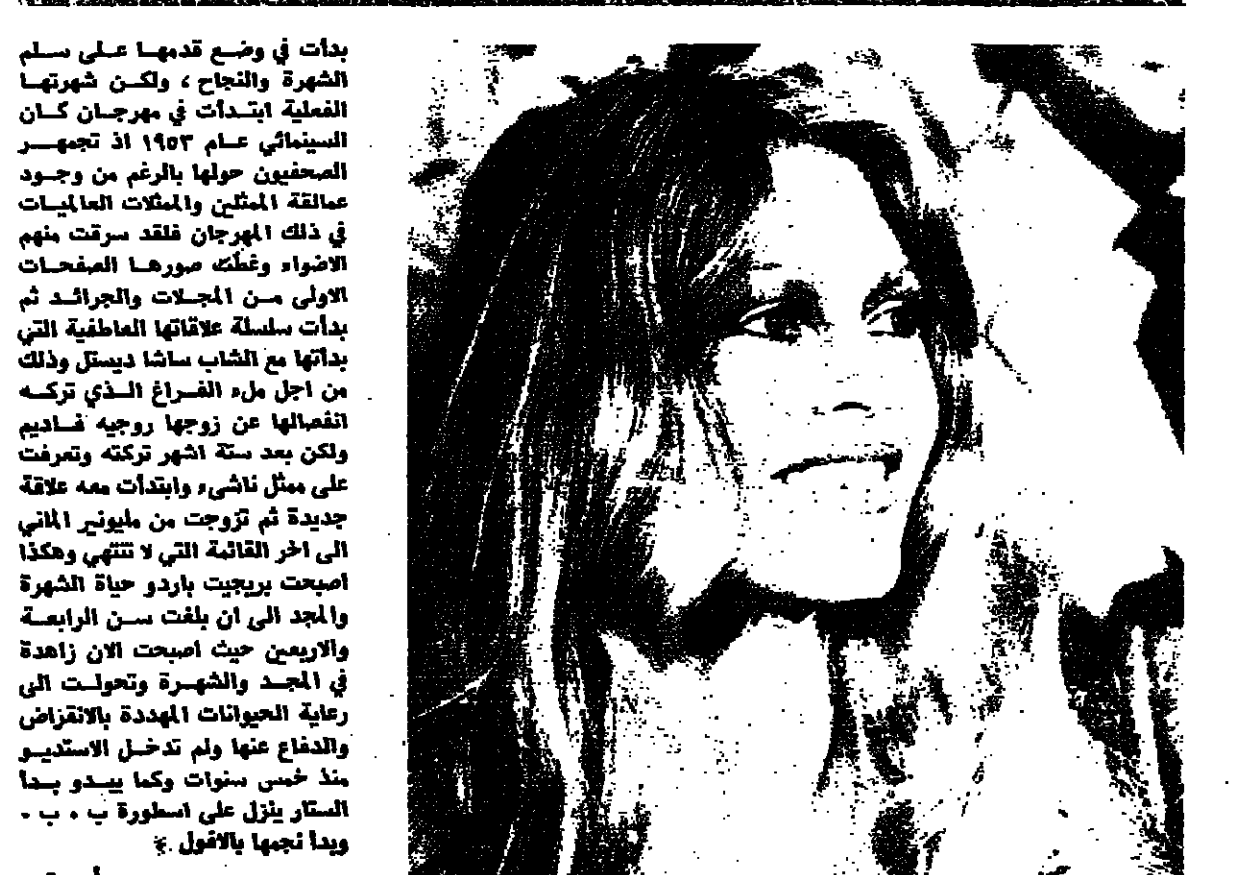 بدأت في وضع قدمها على سلم
الشهرة والنجاح ، ولكن شهرتها
الفعلية ابتدأت في مهرجان كان
السينمائي عام ١٩٥٣ اذ تجمهر
الصحفيون حولها بالرغم من وجود
عمالقة الممثلين والممثلات العالميات
في ذلك المهرجان فلقد سرقت منهم
الاضواء وغطت صورها الصفحات
الاولى من المجلات والجرائد ثم
بدأت سلسلة علاقاتها العاطفية التي
بدأتها مع الشاب ساشا ديستل وذلك
من اجل ملء الفراغ الذي تركه
انفصالها عن زوجها روجيه فاديم
ولكن بعد ستة اشهر تركته وتعرفت
على ممثل ناشىء وابتدأت معه علاقة
جديدة ثم تزوجت من مليونير الماني
الى اخر القائمة التي لا تنتهي وهكذا
اصبحت بريجيت باردو حياة الشهرة
والمجد الى ان بلغت سن الرابعة
والاربعين حيث اصبحت الان زاهدة
في المجد والشهرة وتحولت الى
رعاية الحيوانات المهددة بالانقراض
والدفاع عنها ولم تدخل الاستديو
منذ خمس سنوات وكما يبدو بدأ
الستار ينزل على اسطورة ب . ب .
وبدأ نجمها بالافول .